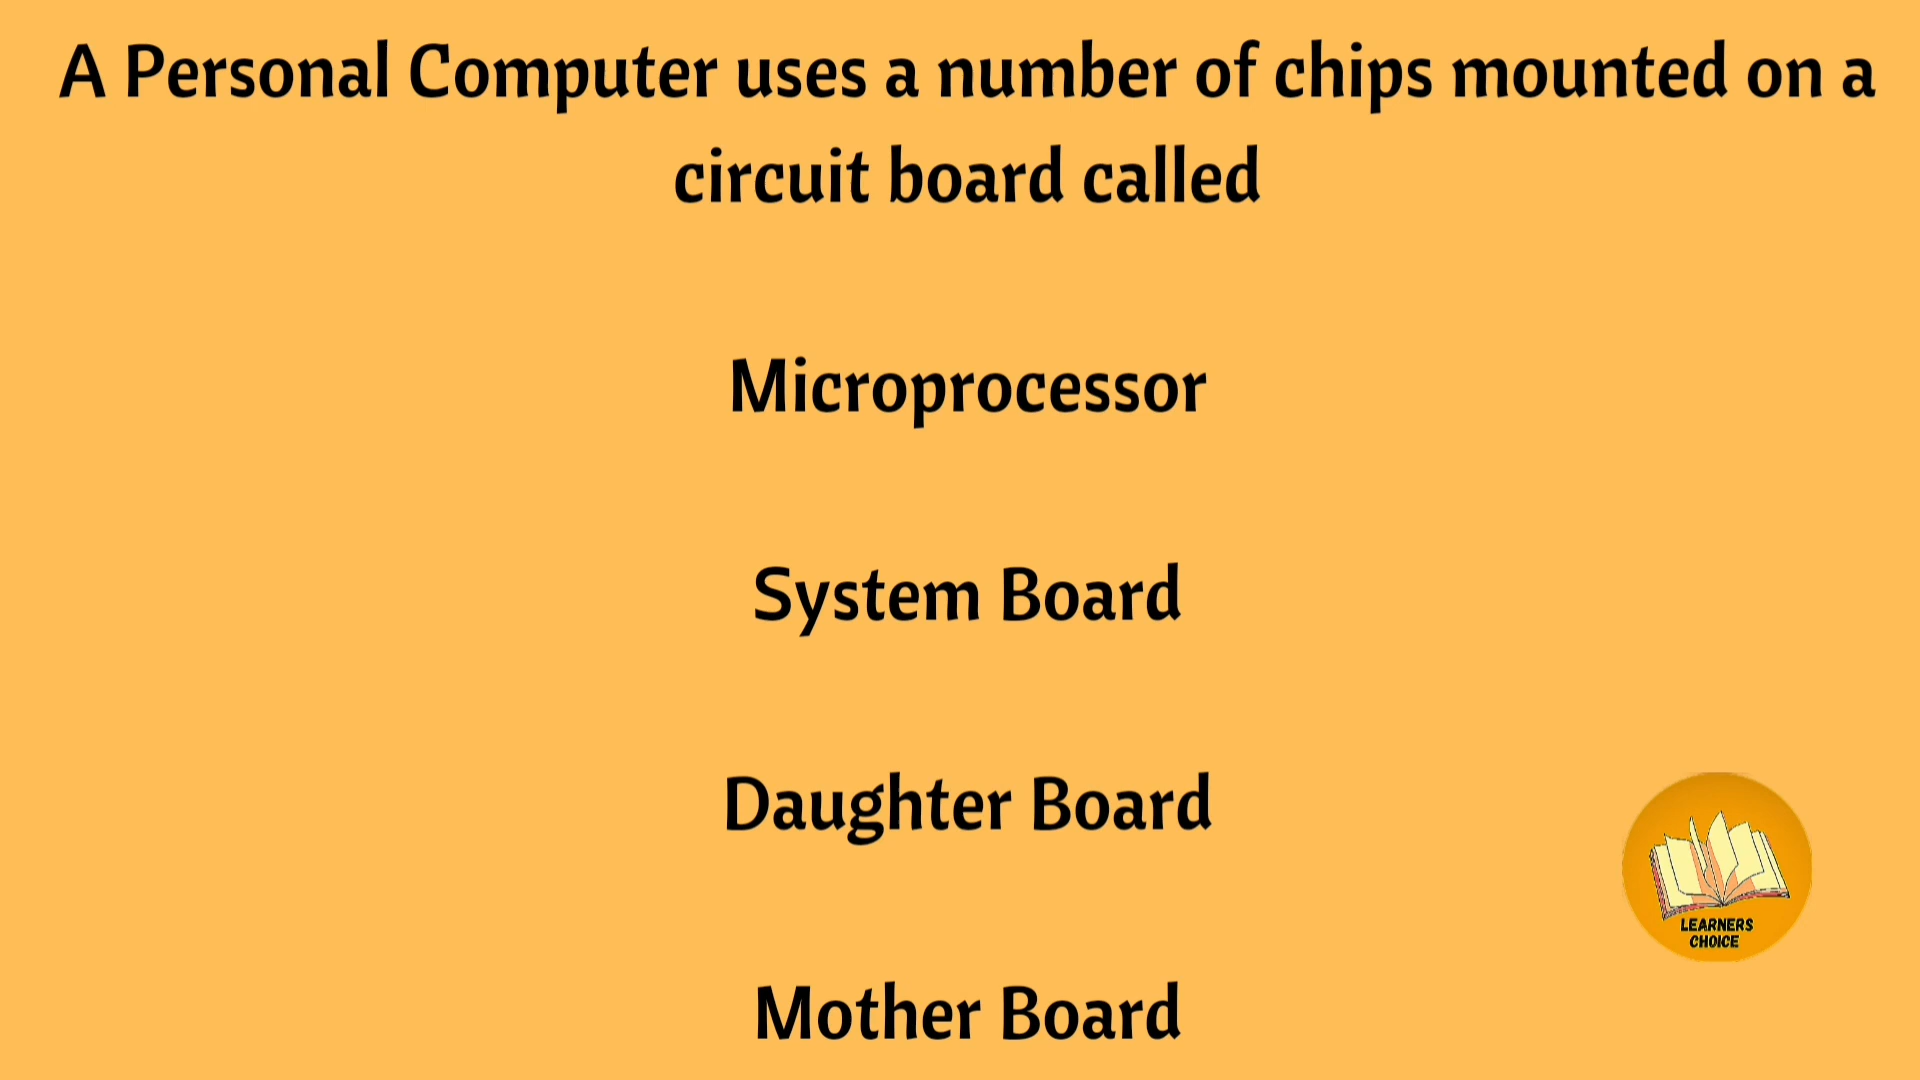 A Personal Computer uses a number of chips mounted on a
circuit board called
Microprocessor
System Board
Daughter Board
Mother Board
LEARNERS
CHOICE